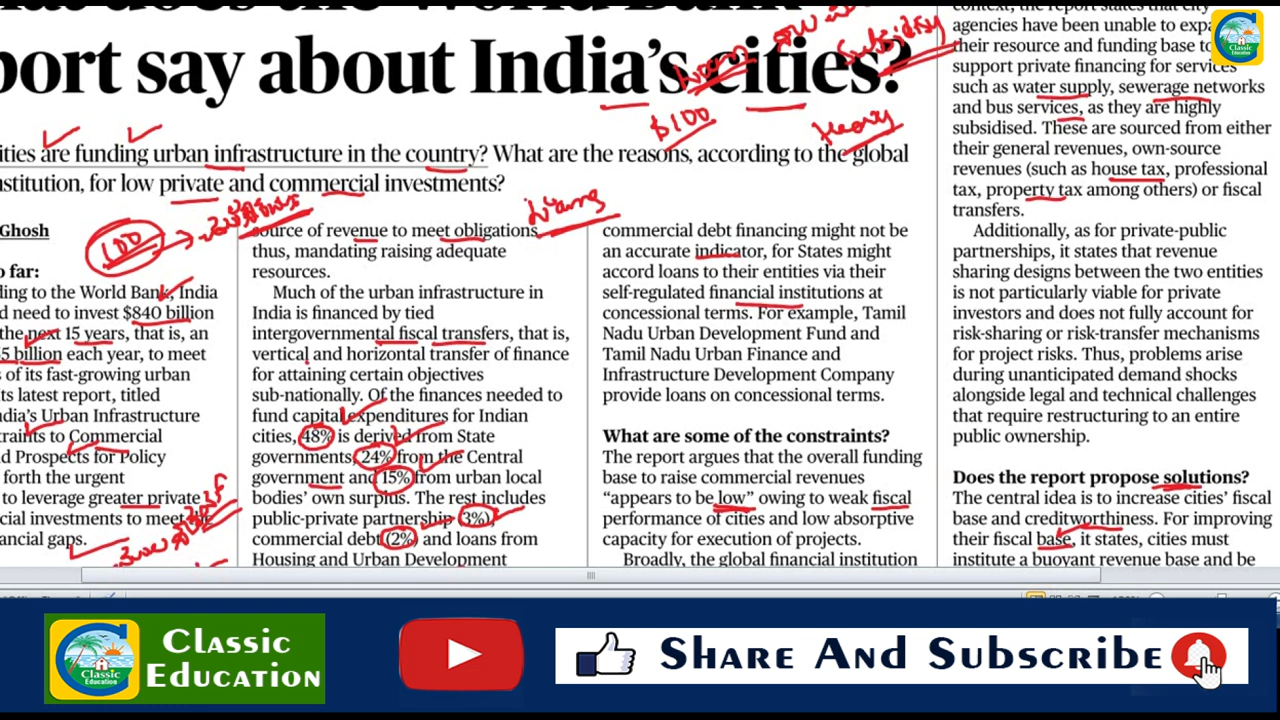 port say about India's cities?
cities are funding urban infrastructure in the country? What are the reasons, according to the global
institution, for low private and commercial investments?
Ghosh
so far:
World Bank, India
need to invest $840 billion
the next 15 years, that is, an
billion each year, to meet
of its fast-growing urban
its latest report, titled
India's Urban Infrastructure
to Commercial
Prospects for Policy
forth the urgent
to leverage greater private
investments to meet
gaps.
100
source of revenue to meet obligations,
thus, mandating raising adequate
resources.
Much of the urban infrastructure in
India is financed by tied
intergovernmental fiscal transfers, that is,
vertical and horizontal transfer of finance
for attaining certain objectives
sub-nationally. Of the finances needed to
fund capital expenditures for Indian
cities, 48% is derived from State
governments, 24% from the Central
government and 15% from urban local
bodies' own surplus. The rest includes
public-private partnership (3%),
commercial debt (2%) and loans from
Housing and Urban Development
$100
Heavy
Subsidy
commercial debt financing might not be
an accurate indicator, for States might
accord loans to their entities via their
self-regulated financial institutions at
concessional terms. For example, Tamil
Nadu Urban Development Fund and
Tamil Nadu Urban Finance and
Infrastructure Development Company
provide loans on concessional terms.
What are some of the constraints?
The report argues that the overall funding
base to raise commercial revenues
"appears to be low" owing to weak fiscal
performance of cities and low absorptive
capacity for execution of projects.
Broadly, the global financial institution
context, the report states that city
agencies have been unable to
their resource and funding base to
support private financing for services
such as water supply, sewerage networks
and bus services, as they are highly
subsidised. These are sourced from either
their general revenues, own-source
revenues (such as house tax, professional
tax, property tax among others) or fiscal
transfers.
Additionally, as for private-public
partnerships, it states that revenue
sharing designs between the two entities
is not particularly viable for private
investors and does not fully account for
risk-sharing or risk-transfer mechanisms
for project risks. Thus, problems arise
during unanticipated demand shocks
alongside legal and technical challenges
that require restructuring to an entire
public ownership.
Does the report propose solutions?
The central idea is to increase cities' fiscal
base and creditworthiness. For improving
their fiscal base, it states, cities must
institute a buoyant revenue base and be
Classic
Education
Classic
Education
Classic
Education
Share And Subscribe